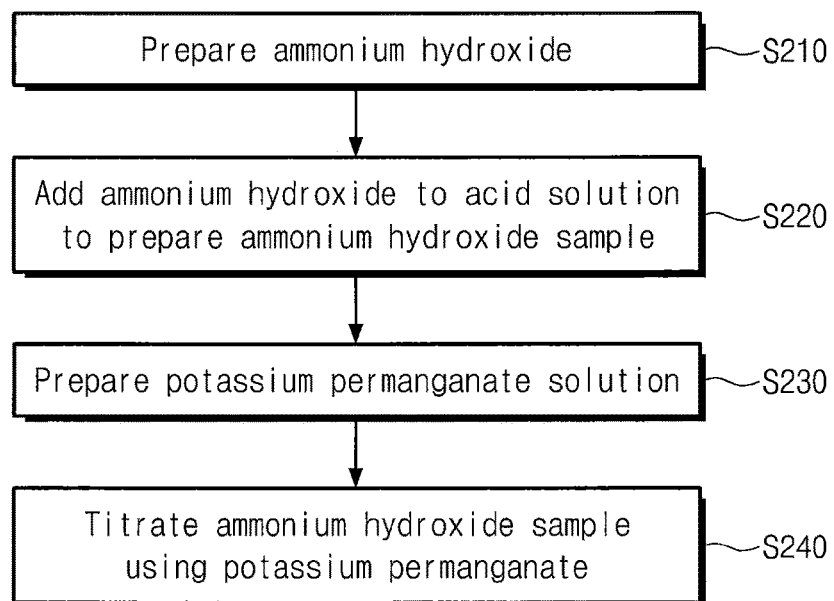 Prepare ammonium hydroxide
S210
Add ammonium hydroxide to acid solution
to prepare ammonium hydroxide sample
S220
Prepare potassium permanganate solution
S230
Titrate ammonium hydroxide sample
using potassium permanganate
S240